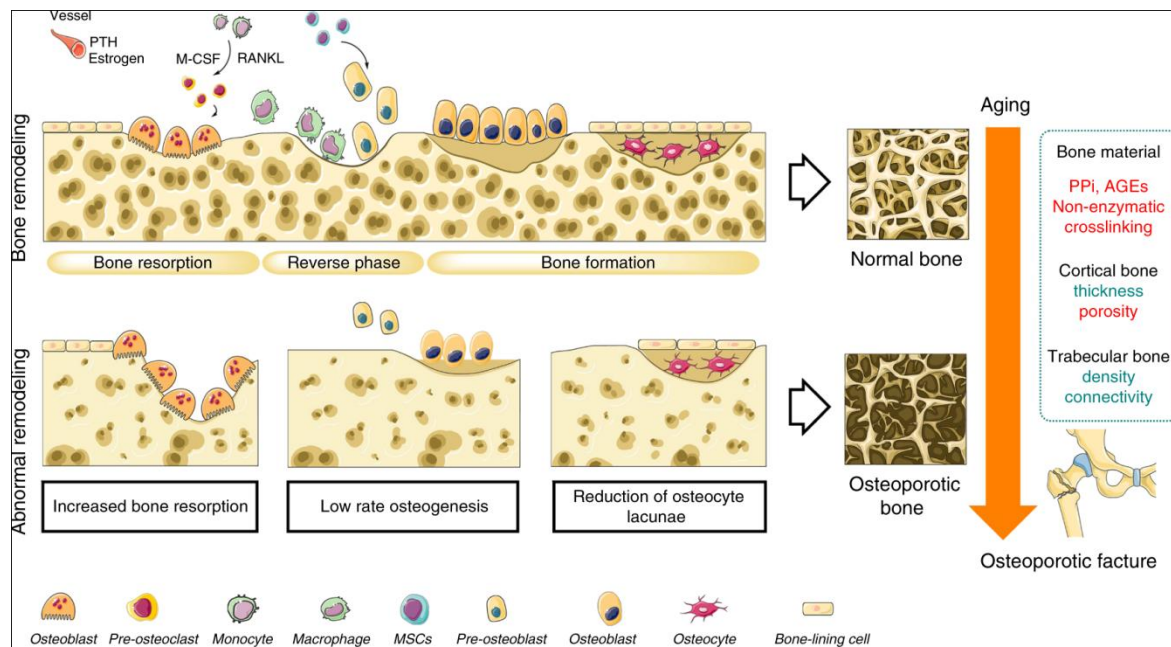 Vessel
PTH
Estrogen
M-CSF
RANKL
Bone remodeling
Bone resorption
Reverse phase
Bone formation
Normal bone
Abnormal remodeling
Increased bone resorption
Low rate osteogenesis
Reduction of osteocyte
lacunae
Osteoporotic
bone
Aging
Bone material
PPi, AGEs
Non-enzymatic
crosslinking
Cortical bone
thickness
porosity
Trabecular bone
density
connectivity
Osteoporotic facture
Osteoblast
Pre-osteoclast
Monocyte
Macrophage
MSCs
Pre-osteoblast
Osteoblast
Osteocyte
Bone-lining cell